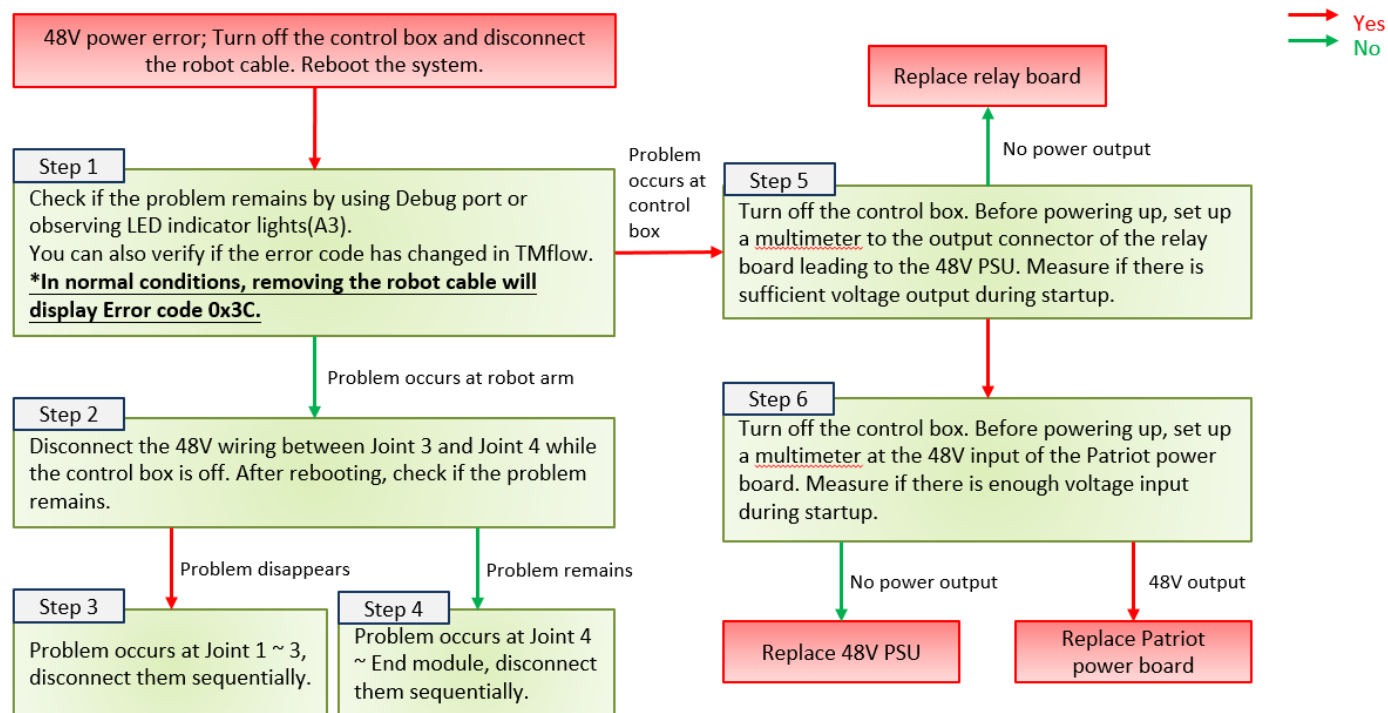 48V power error; Turn off the control box and disconnect
the robot cable. Reboot the system.
Yes
No
Replace relay board
No power output
Step 1
Check if the problem remains by using Debug port or
observing LED indicator lights(A3).
You can also verify if the error code has changed in TMflow.
*In normal conditions, removing the robot cable will
display Error code 0x3C.
Problem
occurs at
control
box
Step 5
Turn off the control box. Before powering up, set up
a multimeter to the output connector of the relay
board leading to the 48V PSU. Measure if there is
sufficient voltage output during startup.
Problem occurs at robot arm
Step 2
Disconnect the 48V wiring between Joint 3 and Joint 4 while
the control box is off. After rebooting, check if the problem
remains.
Step 6
Turn off the control box. Before powering up, set up
a multimeter at the 48V input of the Patriot power
board. Measure if there is enough voltage input
during startup.
Problem disappears
Problem remains
No power output
48V output
Step 3
Problem occurs at Joint 1 ~ 3,
disconnect them sequentially.
Step 4
Problem occurs at Joint 4
~ End module, disconnect
them sequentially.
Replace 48V PSU
Replace Patriot
power board